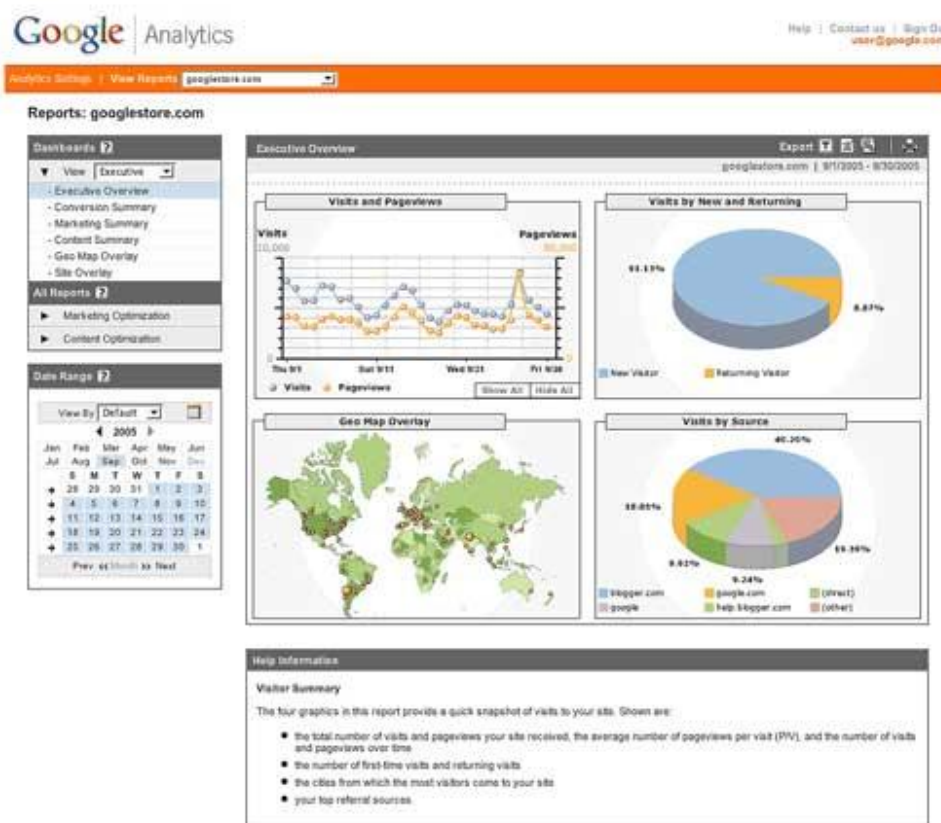 Google Analytics
Help | Contact us | Sign O
user@google.com
Analytics Settings | View Reports googlestore.com
Reports: googlestore.com
Dashboards ?
View Executive
- Executive Overview
- Conversion Summary
- Marketing Summary
- Content Summary
- Geo Map Overlay
- Site Overlay
All Reports ?
Marketing Optimization
Content Optimization
Date Range ?
View By Default
2005
Jan Feb Mar Apr May Jun
Jul Aug Sep Oct Nov Dec
S M T W T F S
28 29 30 31 1 2 3
4 5 6 7 8 9 10
11 12 13 14 15 16 17
18 19 20 21 22 23 24
25 26 27 28 29 30 1
Prev << Month >> Next
Executive Overview
Export
googlestore.com | 9/1/2005 - 9/30/2005
Visits and Pageviews
Visits Pageviews
10,000
0 0
Thu 9/1 Wed 9/21 Fri 9/30
Visits Pageviews
Show All Hide All
Visits by New and Returning
8.87%
New Visitor Returning Visitor
Geo Map Overlay
Visits by Source
40.20%
9.24%
blogger.com google.com (direct)
google help.blogger.com (other)
Help Information
Visitor Summary
The four graphics in this report provide a quick snapshot of visits to your site. Shown are:
the total number of visits and pageviews your site received, the average number of pageviews per visit (P/V), and the number of visits
and pageviews over time
the number of first-time visits and returning visits
the cities from which the most visitors come to your site
your top referral sources